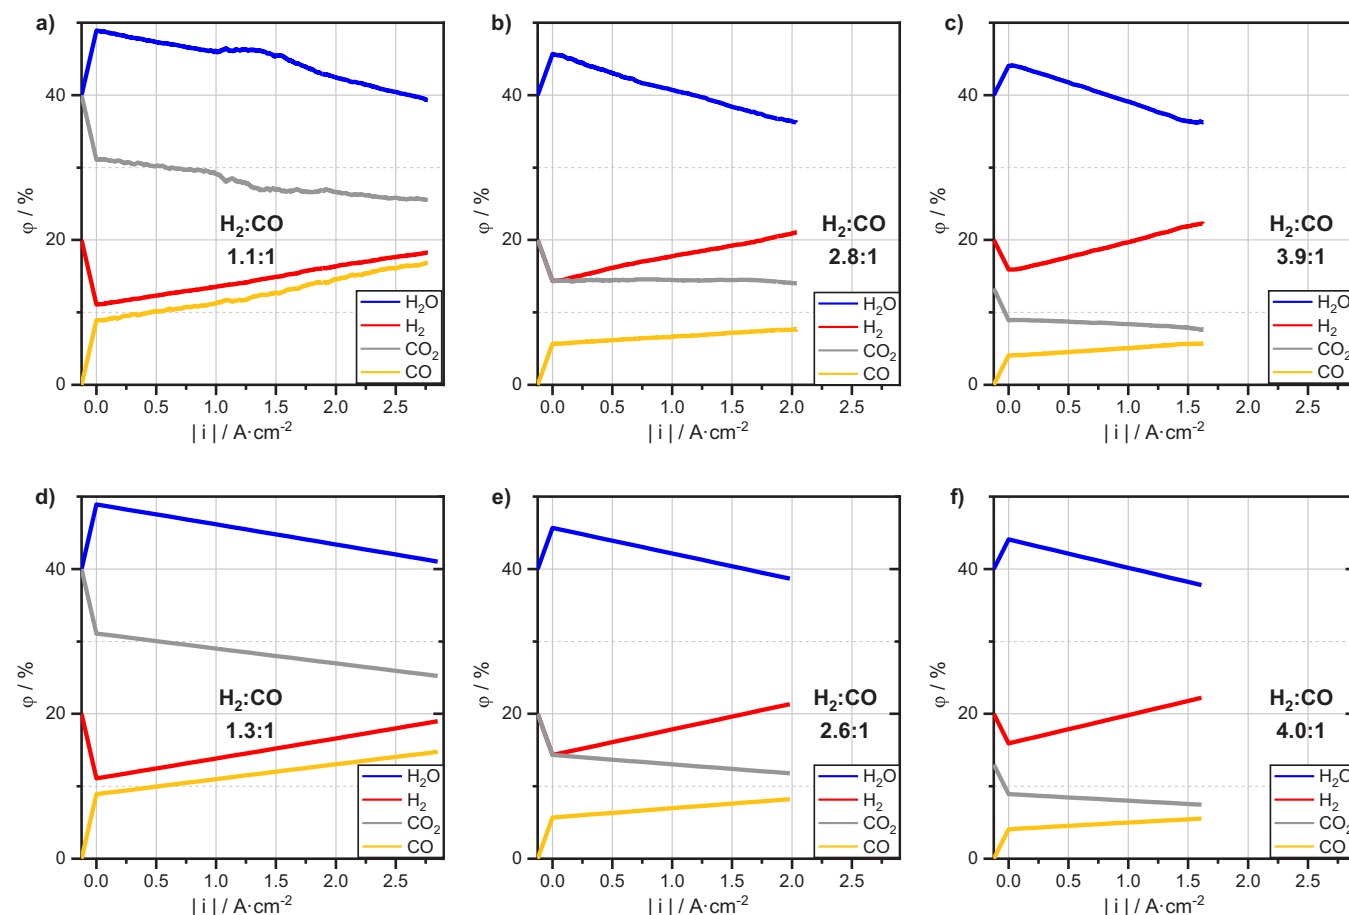 a)
φ / %
40
20
0
H₂:CO
1.1:1
H₂O
H₂
CO₂
CO
0.0 0.5 1.0 1.5 2.0 2.5
| i | / A·cm⁻²
b)
φ / %
40
20
0
H₂:CO
2.8:1
H₂O
H₂
CO₂
CO
0.0 0.5 1.0 1.5 2.0 2.5
| i | / A·cm⁻²
c)
φ / %
40
20
0
H₂:CO
3.9:1
H₂O
H₂
CO₂
CO
0.0 0.5 1.0 1.5 2.0 2.5
| i | / A·cm⁻²
d)
φ / %
40
20
0
H₂:CO
1.3:1
H₂O
H₂
CO₂
CO
0.0 0.5 1.0 1.5 2.0 2.5
| i | / A·cm⁻²
e)
φ / %
40
20
0
H₂:CO
2.6:1
H₂O
H₂
CO₂
CO
0.0 0.5 1.0 1.5 2.0 2.5
| i | / A·cm⁻²
f)
φ / %
40
20
0
H₂:CO
4.0:1
H₂O
H₂
CO₂
CO
0.0 0.5 1.0 1.5 2.0 2.5
| i | / A·cm⁻²